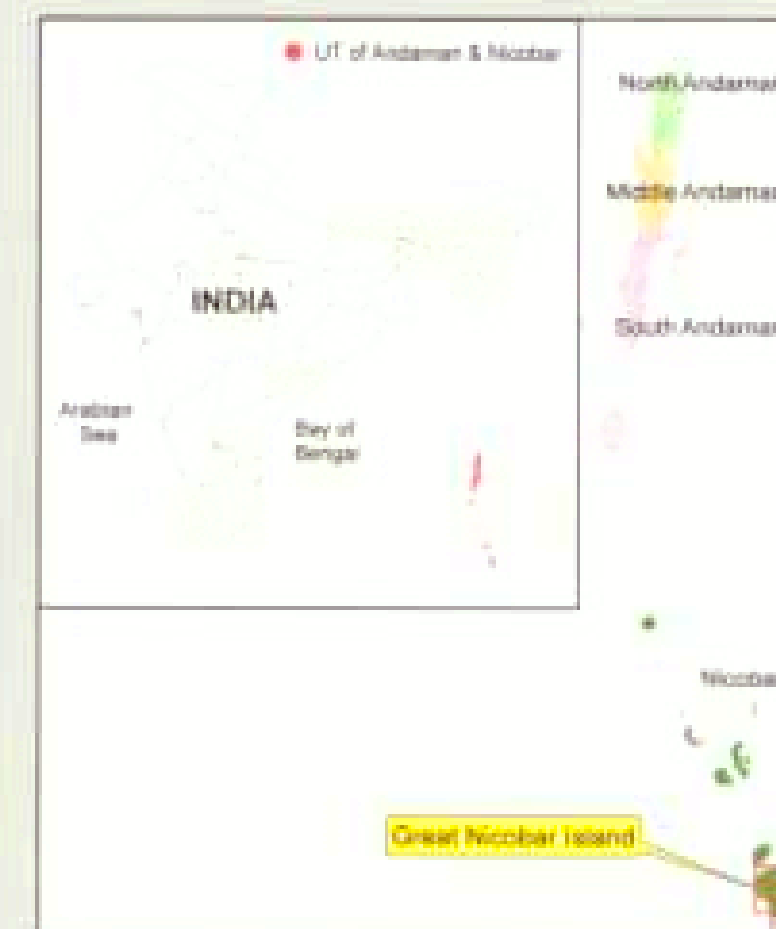 UT of Andaman & Nicobar
North Andaman
Middle Andaman
INDIA
South Andaman
Arabian
Sea
Bay of
Bengal
Nicobar
Great Nicobar Island